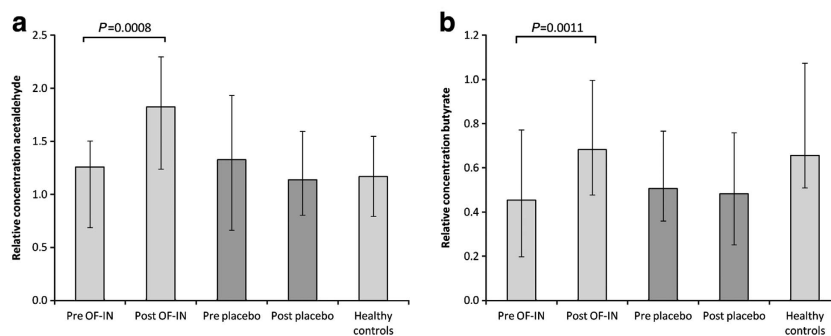 a
P=0.0008
Relative concentration acetaldehyde
2.5
2.0
1.5
1.0
0.5
0.0
Pre OF-IN
Post OF-IN
Pre placebo
Post placebo
Healthy
controls
b
P=0.0011
Relative concentration butyrate
1.2
1.0
0.8
0.6
0.4
0.2
0.0
Pre OF-IN
Post OF-IN
Pre placebo
Post placebo
Healthy
controls